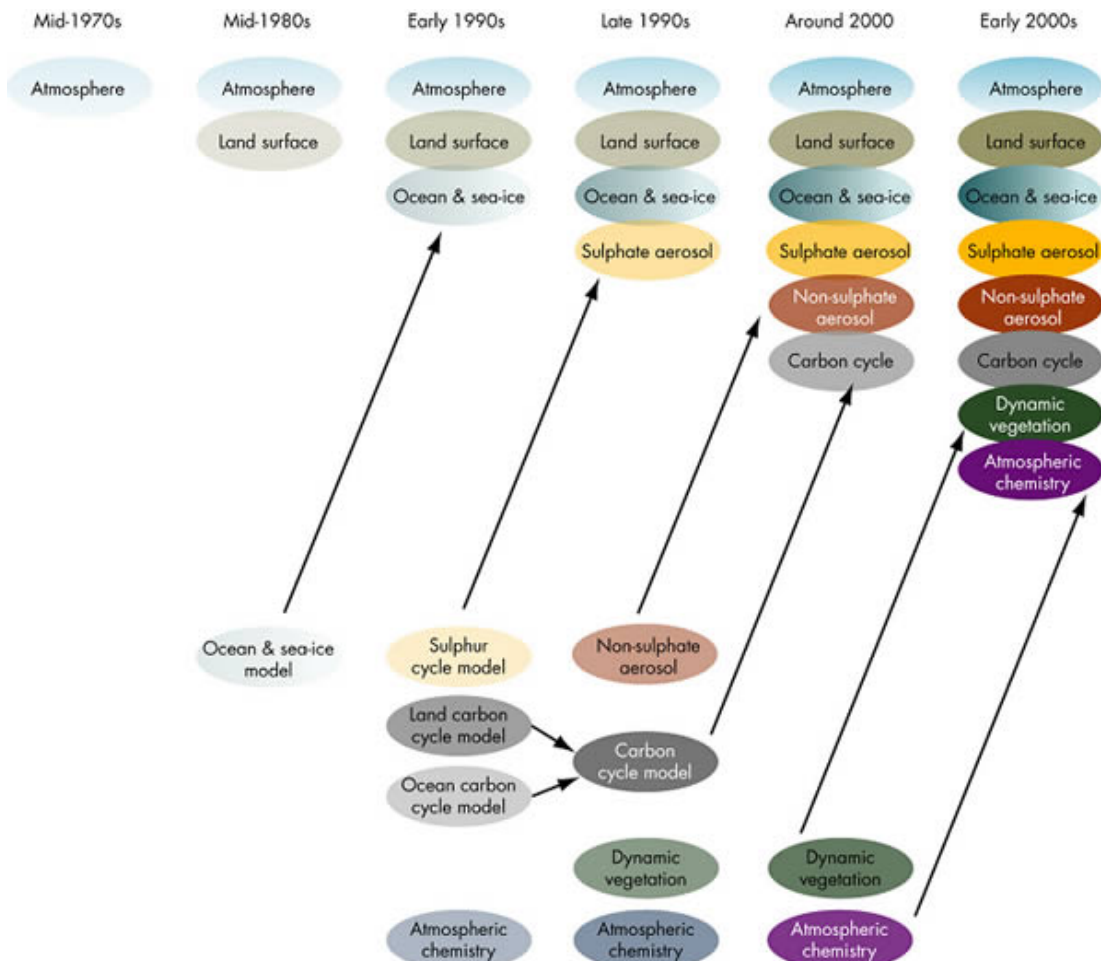 Mid-1970s
Mid-1980s
Early 1990s
Late 1990s
Around 2000
Early 2000s
Atmosphere
Atmosphere
Atmosphere
Atmosphere
Atmosphere
Atmosphere
Land surface
Land surface
Land surface
Land surface
Land surface
Ocean & sea-ice
Ocean & sea-ice
Ocean & sea-ice
Ocean & sea-ice
Sulphate aerosol
Sulphate aerosol
Sulphate aerosol
Non-sulphate
aerosol
Non-sulphate
aerosol
Carbon cycle
Carbon cycle
Dynamic
vegetation
Atmospheric
chemistry
Ocean & sea-ice
model
Sulphur
cycle model
Non-sulphate
aerosol
Land carbon
cycle model
Carbon
cycle model
Ocean carbon
cycle model
Dynamic
vegetation
Dynamic
vegetation
Atmospheric
chemistry
Atmospheric
chemistry
Atmospheric
chemistry